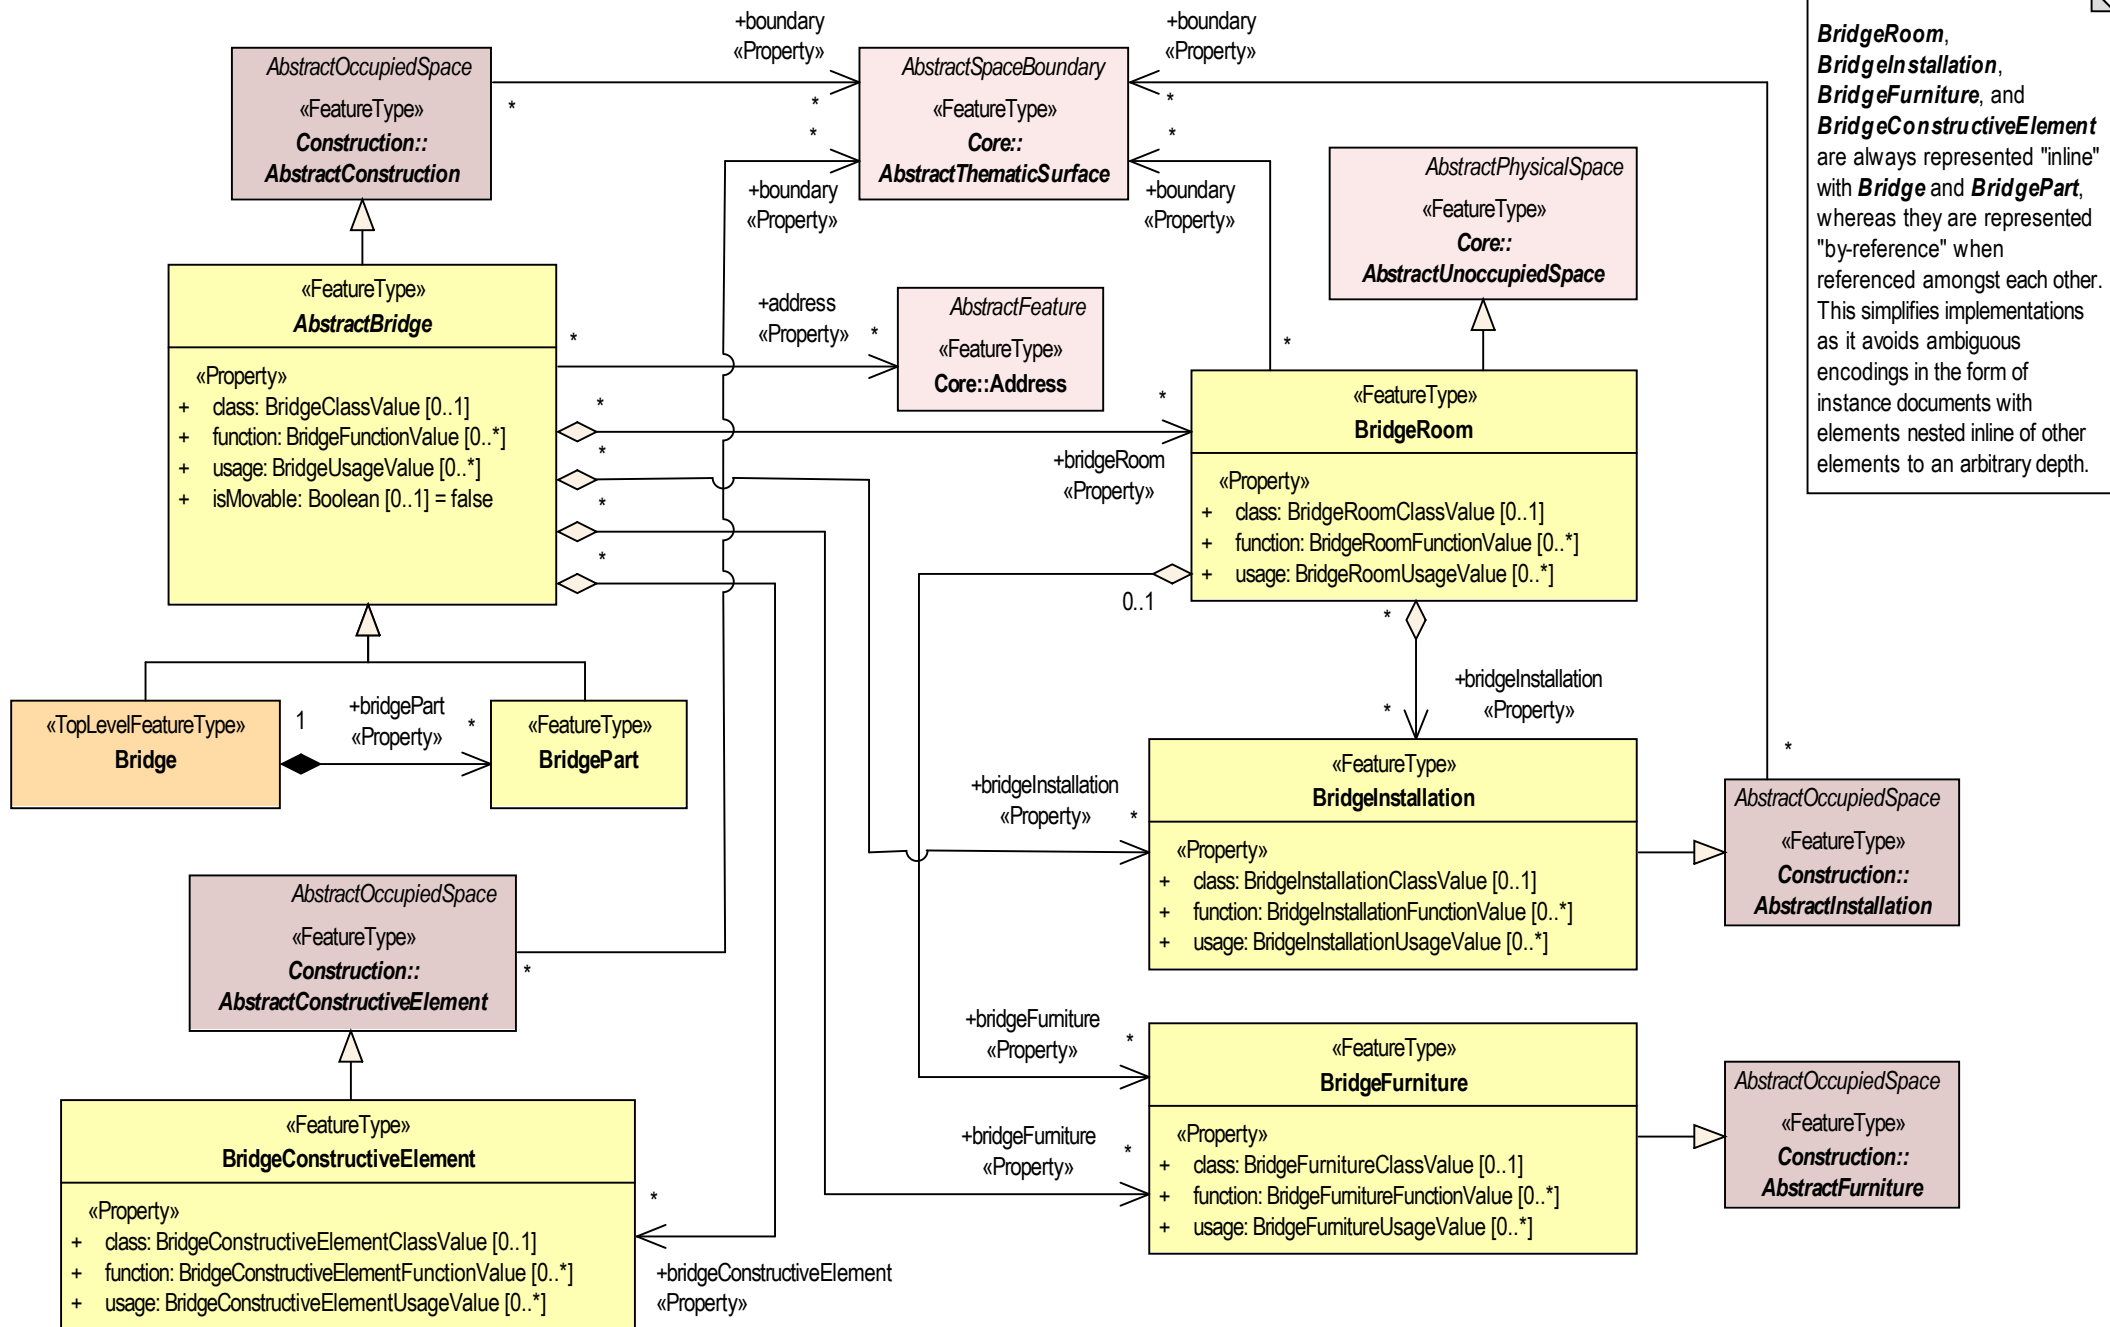 +boundary
«Property»
*
*
AbstractOccupiedSpace
«FeatureType»
Construction::
AbstractConstruction
AbstractSpaceBoundary
«FeatureType»
Core::
AbstractThematicSurface
+boundary
«Property»
*
*
+boundary
«Property»
*
+boundary
«Property»
*
BridgeRoom,
BridgeInstallation,
BridgeFurniture, and
BridgeConstructiveElement
are always represented "inline"
with Bridge and BridgePart,
whereas they are represented
"by-reference" when
referenced amongst each other.
This simplifies implementations
as it avoids ambiguous
encodings in the form of
instance documents with
elements nested inline of other
elements to an arbitrary depth.
AbstractPhysicalSpace
«FeatureType»
Core::
AbstractUnoccupiedSpace
«FeatureType»
AbstractBridge
«Property»
+ class: BridgeClassValue [0..1]
+ function: BridgeFunctionValue [0..*]
+ usage: BridgeUsageValue [0..*]
+ isMovable: Boolean [0..1] = false
*
+address
«Property»
*
AbstractFeature
«FeatureType»
Core::Address
*
*
*
*
*
+bridgeRoom
«Property»
*
«FeatureType»
BridgeRoom
«Property»
+ class: BridgeRoomClassValue [0..1]
+ function: BridgeRoomFunctionValue [0..*]
+ usage: BridgeRoomUsageValue [0..*]
0..1
*
+bridgeInstallation
«Property»
*
«TopLevelFeatureType»
Bridge
1
+bridgePart
«Property»
*
«FeatureType»
BridgePart
+bridgeInstallation
«Property»
*
«FeatureType»
BridgeInstallation
«Property»
+ class: BridgeInstallationClassValue [0..1]
+ function: BridgeInstallationFunctionValue [0..*]
+ usage: BridgeInstallationUsageValue [0..*]
*
AbstractOccupiedSpace
«FeatureType»
Construction::
AbstractInstallation
AbstractOccupiedSpace
«FeatureType»
Construction::
AbstractConstructiveElement
*
+bridgeFurniture
«Property»
*
+bridgeFurniture
«Property»
*
«FeatureType»
BridgeFurniture
«Property»
+ class: BridgeFurnitureClassValue [0..1]
+ function: BridgeFurnitureFunctionValue [0..*]
+ usage: BridgeFurnitureUsageValue [0..*]
AbstractOccupiedSpace
«FeatureType»
Construction::
AbstractFurniture
«FeatureType»
BridgeConstructiveElement
«Property»
+ class: BridgeConstructiveElementClassValue [0..1]
+ function: BridgeConstructiveElementFunctionValue [0..*]
+ usage: BridgeConstructiveElementUsageValue [0..*]
*
+bridgeConstructiveElement
«Property»